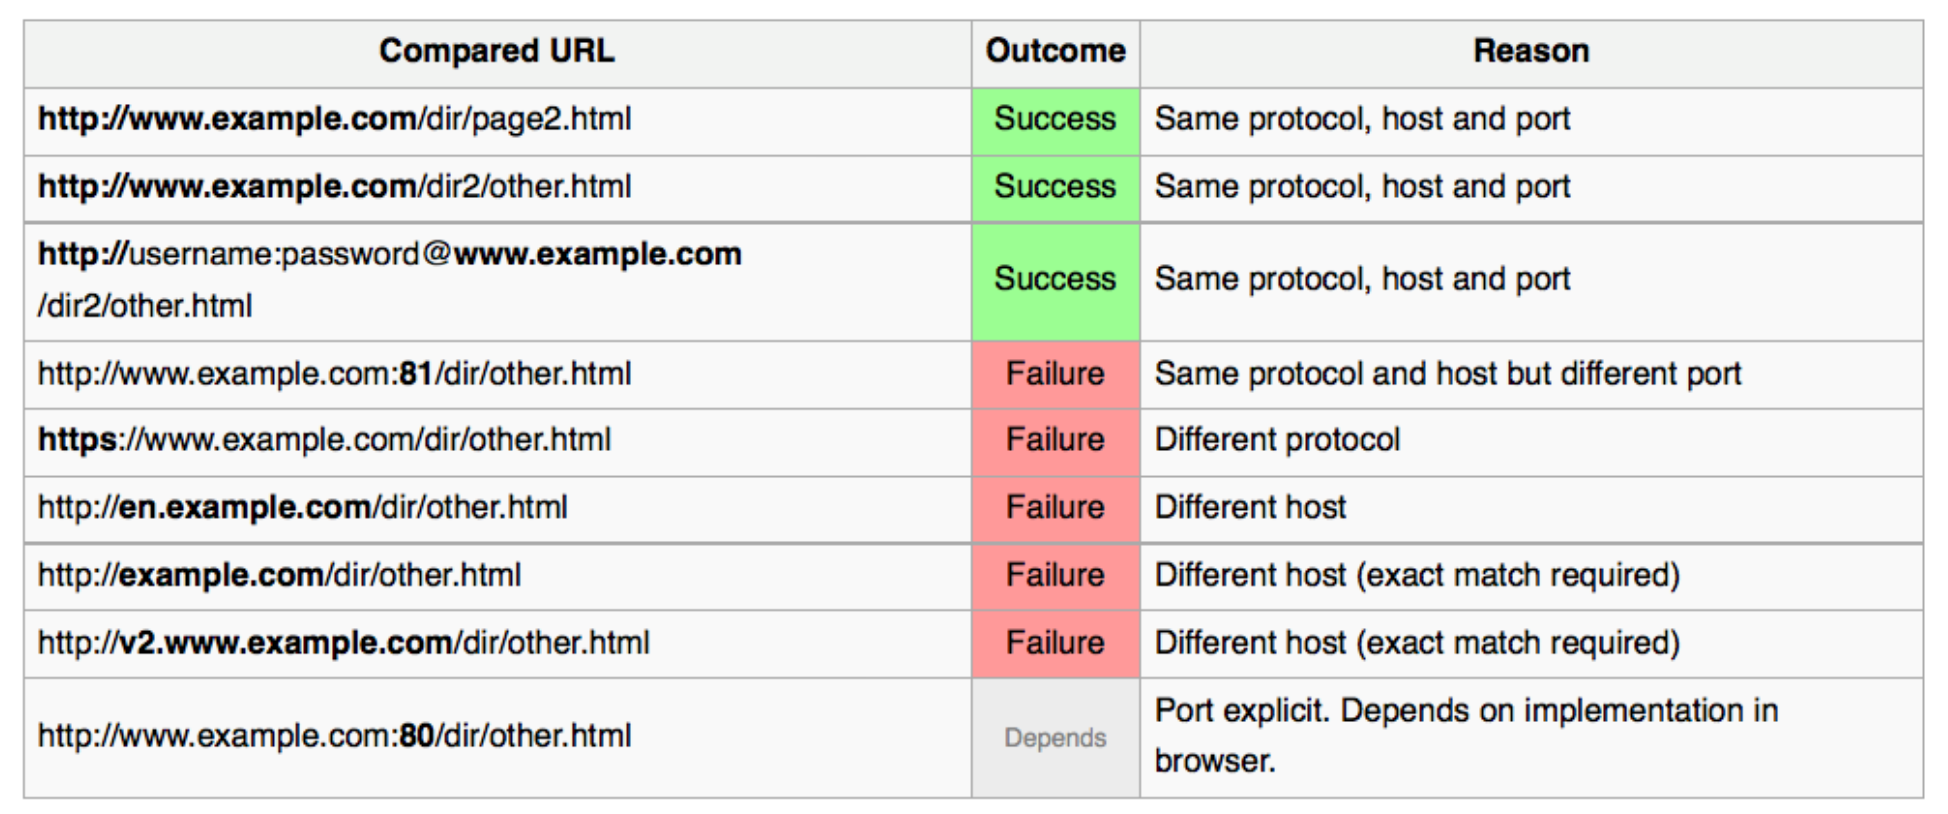 Compared URL Outcome Reason
http://www.example.com/dir/page2.html Success Same protocol, host and port
http://www.example.com/dir2/other.html Success Same protocol, host and port
http://username:password@www.example.com
/dir2/other.html Success Same protocol, host and port
http://www.example.com:81/dir/other.html Failure Same protocol and host but different port
https://www.example.com/dir/other.html Failure Different protocol
http://en.example.com/dir/other.html Failure Different host
http://example.com/dir/other.html Failure Different host (exact match required)
http://v2.www.example.com/dir/other.html Failure Different host (exact match required)
http://www.example.com:80/dir/other.html Depends Port explicit. Depends on implementation in
browser.